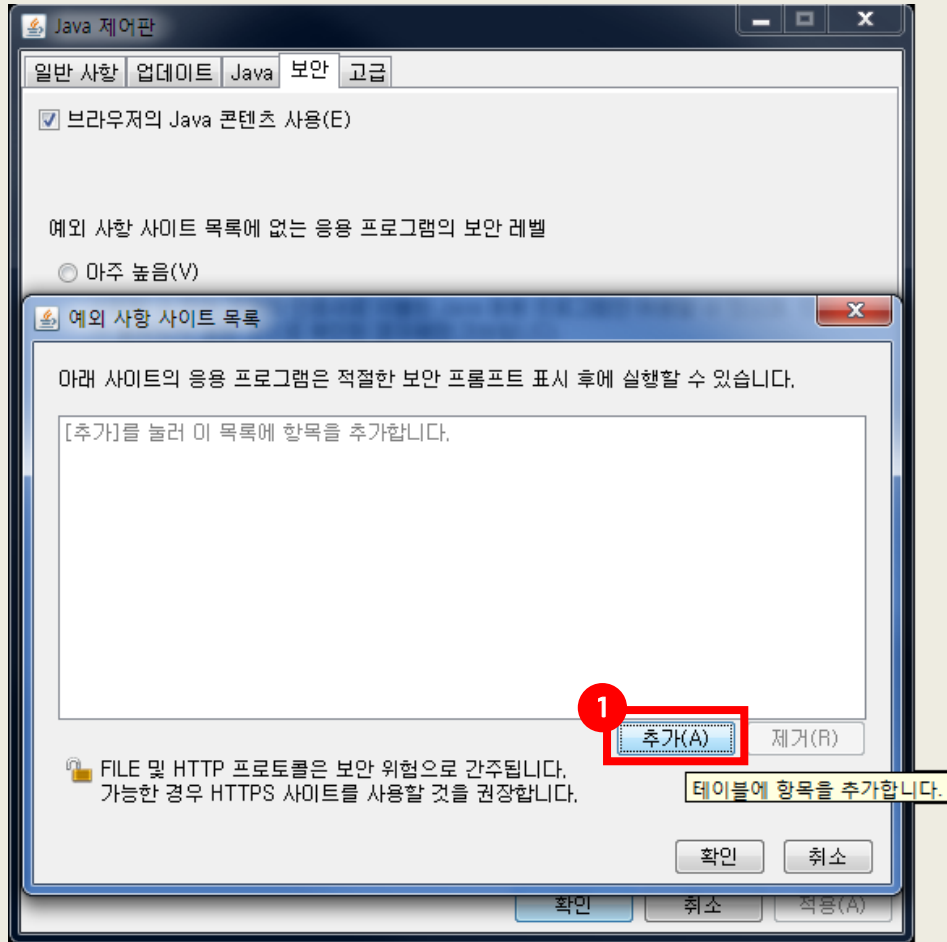 Java 제어판
일반 사항 업데이트 Java 보안 고급
브라우저의 Java 콘텐츠 사용(E)
예외 사항 사이트 목록에 없는 응용 프로그램의 보안 레벨
아주 높음(V)
예외 사항 사이트 목록
아래 사이트의 응용 프로그램은 적절한 보안 프롬프트 표시 후에 실행할 수 있습니다.
[추가]를 눌러 이 목록에 항목을 추가합니다.
1
추가(A) 제거(R)
FILE 및 HTTP 프로토콜은 보안 위험으로 간주됩니다.
가능한 경우 HTTPS 사이트를 사용할 것을 권장합니다.
테이블에 항목을 추가합니다.
확인 취소
확인 취소 적용(A)